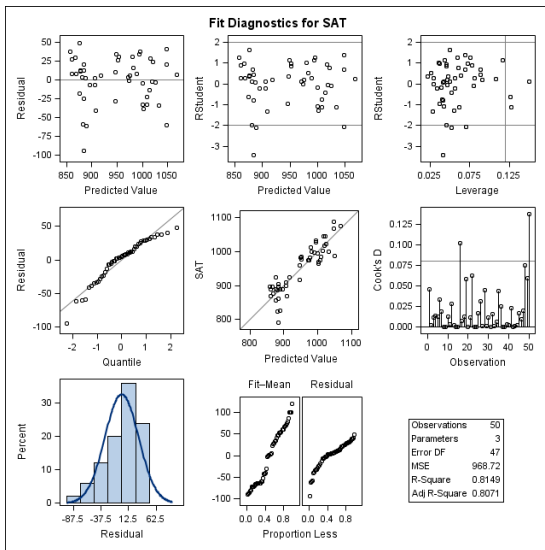 Fit Diagnostics for SAT
Residual
50
25
0
-25
-50
-75
-100
850 900 950 1000 1050
Predicted Value
RStudent
2
1
0
-1
-2
-3
850 900 950 1000 1050
Predicted Value
RStudent
2
1
0
-1
-2
-3
0.025 0.075 0.125
Leverage
Residual
50
0
-50
-100
-2 -1 0 1 2
Quantile
SAT
1100
1000
900
800
800 900 1000 1100
Predicted Value
Cook's D
0.125
0.100
0.075
0.050
0.025
0.000
0 10 20 30 40 50
Observation
Percent
30
20
10
0
-87.5 -37.5 12.5 62.5
Residual
Fit–Mean Residual
100
50
0
-50
-100
0.0 0.4 0.8 0.0 0.4 0.8
Proportion Less
Observations 50
Parameters 3
Error DF 47
MSE 968.72
R-Square 0.8149
Adj R-Square 0.8071